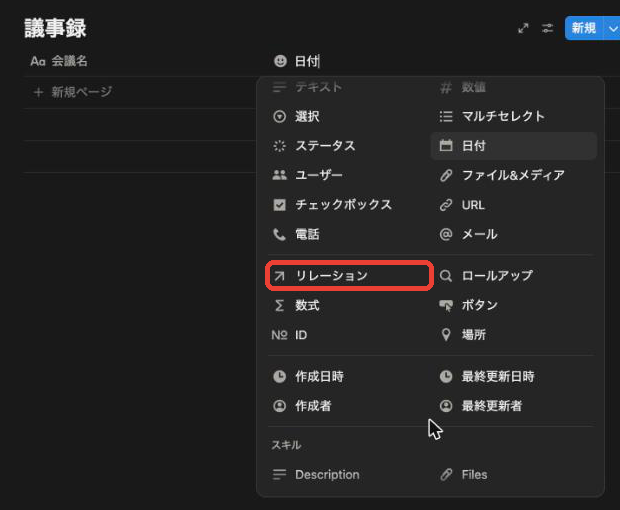 議事録
新規
Aa 会議名
日付
+ 新規ページ
テキスト
# 数値
選択
マルチセレクト
ステータス
日付
ユーザー
ファイル&メディア
チェックボックス
URL
電話
@ メール
リレーション
ロールアップ
Σ 数式
ボタン
№ ID
場所
作成日時
最終更新日時
作成者
最終更新者
スキル
Description
Files